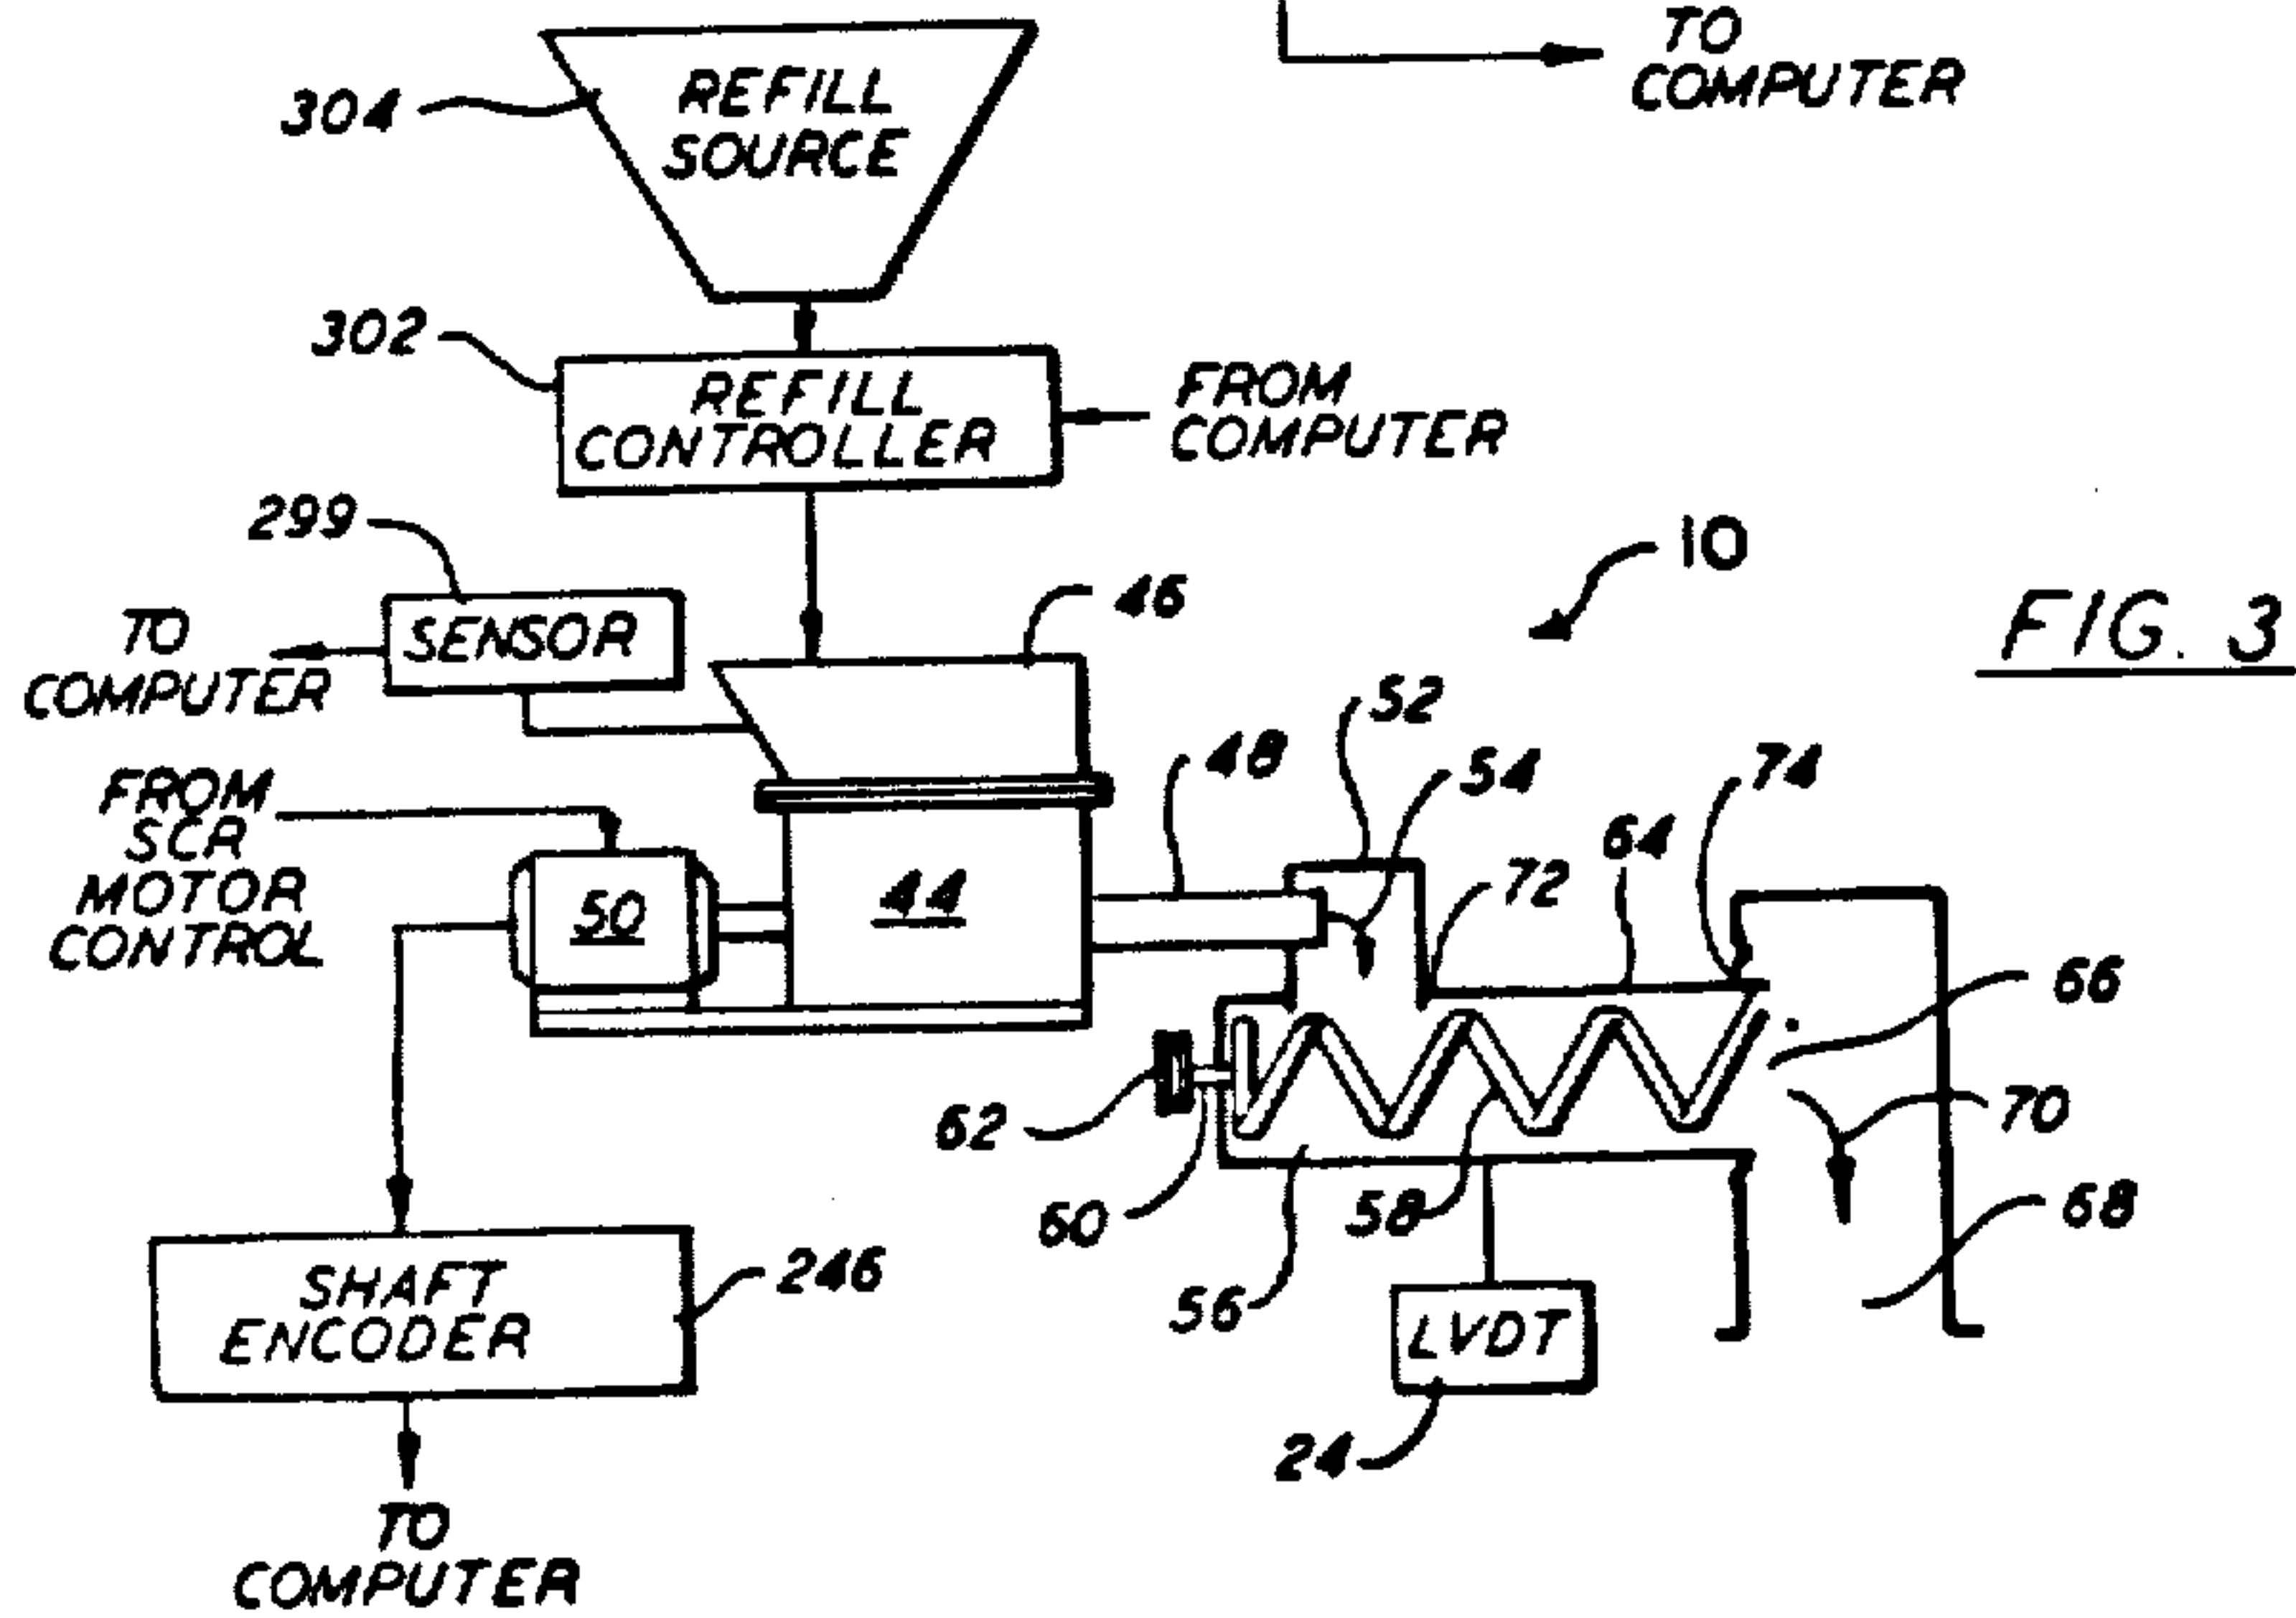 TO
COMPUTER
304
REFILL
SOURCE
302
REFILL
CONTROLLER
FROM
COMPUTER
299
SENSOR
TO
COMPUTER
46
10
FIG. 3
52
48
54
74
64
72
FROM
SCR
MOTOR
CONTROL
50
44
66
62
70
60
58
68
56
SHAFT
ENCODER
246
LVDT
24
TO
COMPUTER